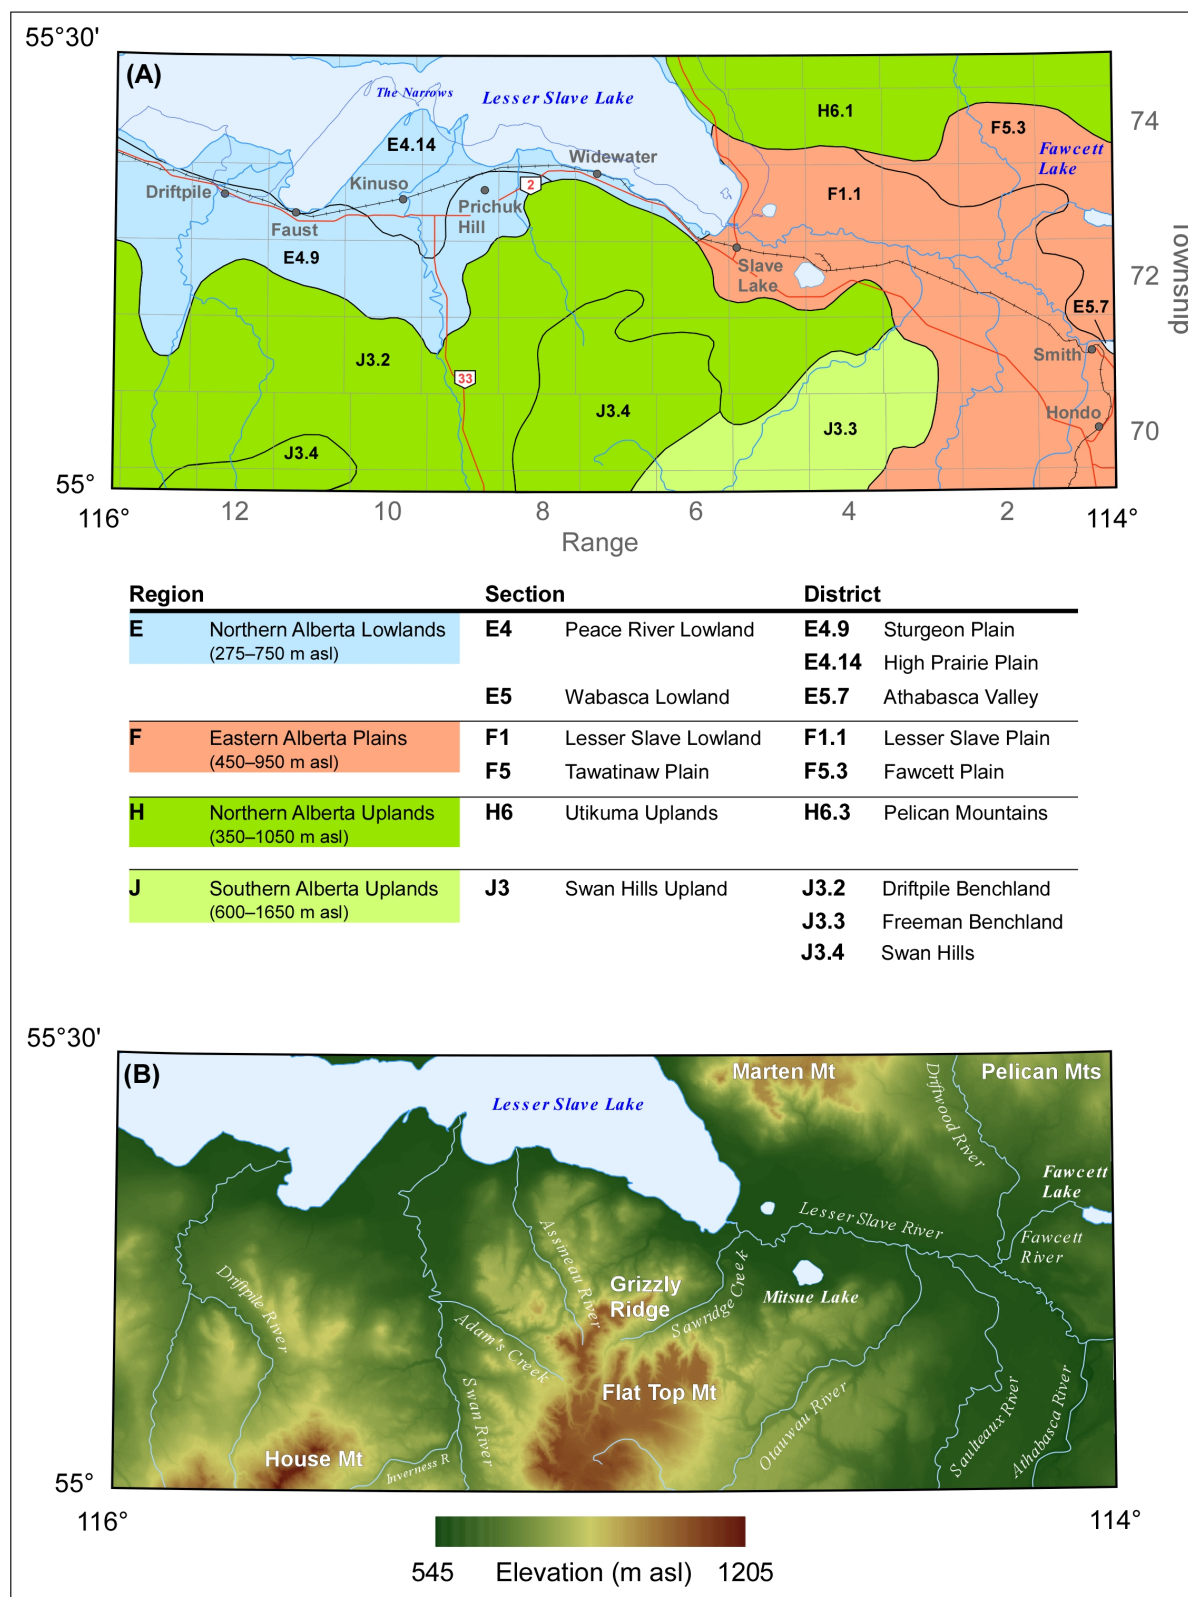 55°30'
(A)
The Narrows
Lesser Slave Lake
H6.1
F5.3
74
E4.14
Fawcett
Lake
Widewater
Driftpile
Kinuso
2
F1.1
Prichuk
Hill
Faust
E4.9
Slave
Lake
72
Township
E5.7
J3.2
Smith
33
J3.4
Hondo
J3.3
70
J3.4
55°
116°
12
10
8
6
4
2
114°
Range
Region Section District
E Northern Alberta Lowlands E4 Peace River Lowland E4.9 Sturgeon Plain
(275–750 m asl)
E4.14 High Prairie Plain
E5 Wabasca Lowland E5.7 Athabasca Valley
F Eastern Alberta Plains F1 Lesser Slave Lowland F1.1 Lesser Slave Plain
(450–950 m asl)
F5 Tawatinaw Plain F5.3 Fawcett Plain
H Northern Alberta Uplands H6 Utikuma Uplands H6.3 Pelican Mountains
(350–1050 m asl)
J Southern Alberta Uplands J3 Swan Hills Upland J3.2 Driftpile Benchland
(600–1650 m asl)
J3.3 Freeman Benchland
J3.4 Swan Hills
55°30'
(B)
Marten Mt
Pelican Mts
Lesser Slave Lake
Driftwood River
Fawcett
Lake
Lesser Slave River
Fawcett
River
Assineau River
Driftpile River
Grizzly
Ridge
Sawridge Creek
Mitsue Lake
Adam's Creek
Flat Top Mt
Swan River
Otauwau River
Saulteaux River
Athabasca River
House Mt
Inverness R
55°
116°
114°
545 Elevation (m asl) 1205